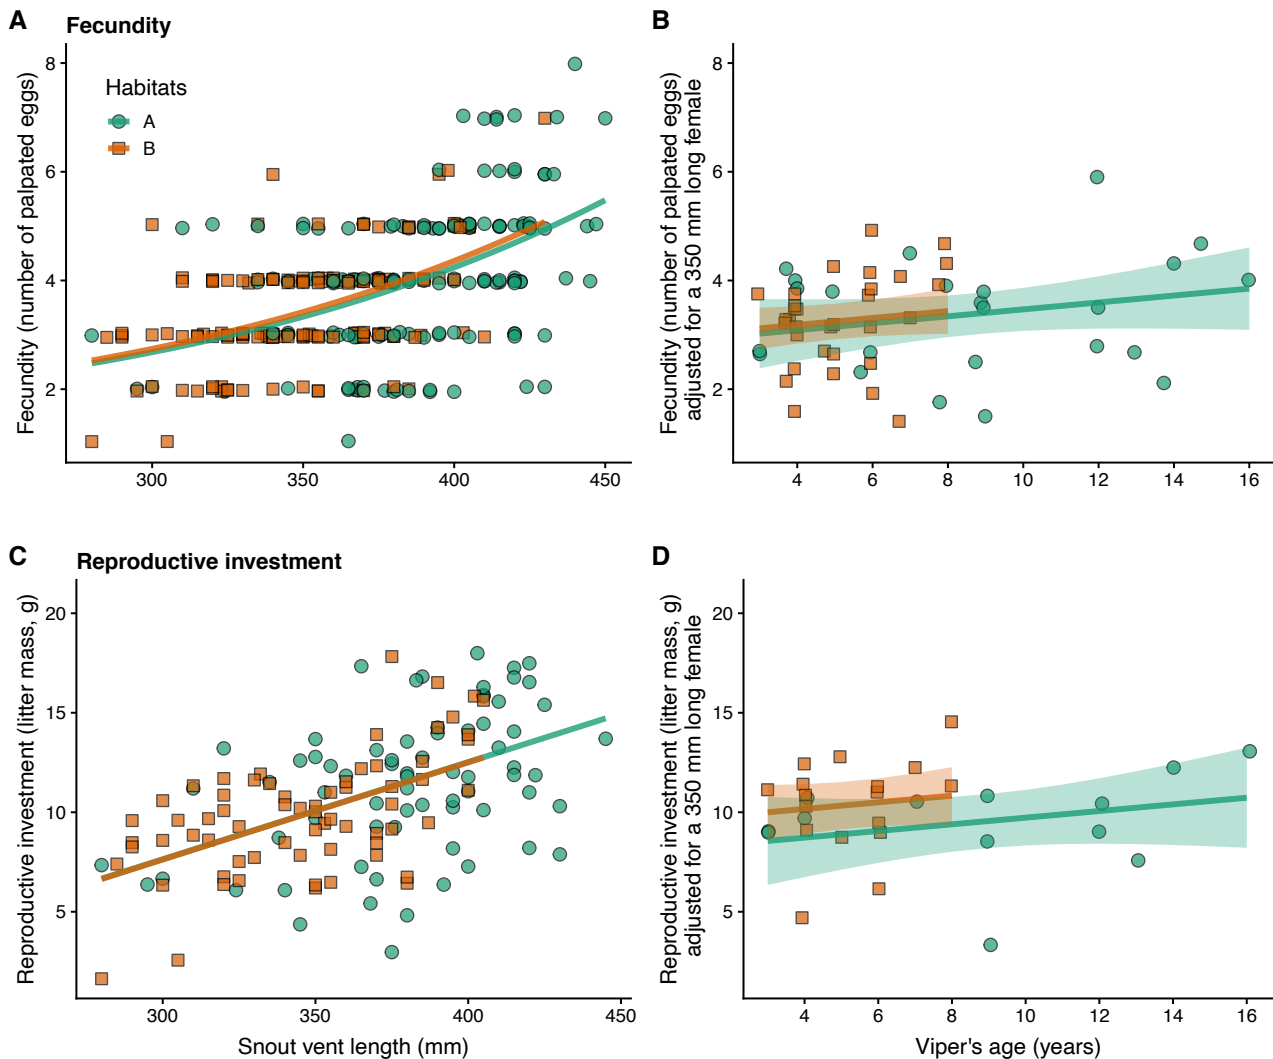 A
Fecundity
Fecundity (number of palpated eggs)
8
6
4
2
Habitats
A
B
300
350
400
450
B
Fecundity (number of palpated eggs)
adjusted for a 350 mm long female
8
6
4
2
4
6
8
10
12
14
16
C
Reproductive investment
Reproductive investment (litter mass, g)
20
15
10
5
300
350
400
450
Snout vent length (mm)
D
Reproductive investment (litter mass, g)
adjusted for a 350 mm long female
20
15
10
5
4
6
8
10
12
14
16
Viper's age (years)